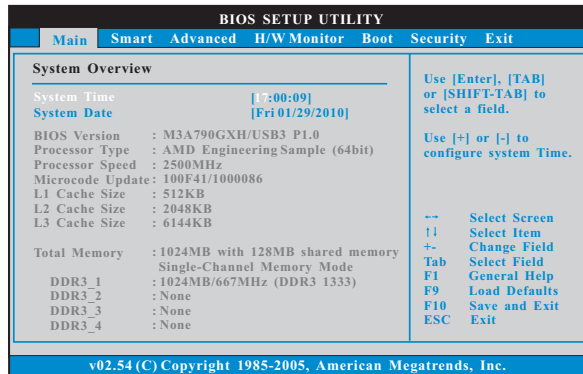 BIOS SETUP UTILITY
Main Smart Advanced H/W Monitor Boot Security Exit
System Overview
System Time [17:00:09]
System Date [Fri 01/29/2010]
BIOS Version : M3A790GXH/USB3 P1.0
Processor Type : AMD Engineering Sample (64bit)
Processor Speed : 2500MHz
Microcode Update : 100F41/1000086
L1 Cache Size : 512KB
L2 Cache Size : 2048KB
L3 Cache Size : 6144KB
Total Memory : 1024MB with 128MB shared memory
Single-Channel Memory Mode
DDR3_1 : 1024MB/667MHz (DDR3 1333)
DDR3_2 : None
DDR3_3 : None
DDR3_4 : None
Use [Enter], [TAB]
or [SHIFT-TAB] to
select a field.
Use [+] or [-] to
configure system Time.
←→ Select Screen
↑↓ Select Item
+- Change Field
Tab Select Field
F1 General Help
F9 Load Defaults
F10 Save and Exit
ESC Exit
v02.54 (C) Copyright 1985-2005, American Megatrends, Inc.